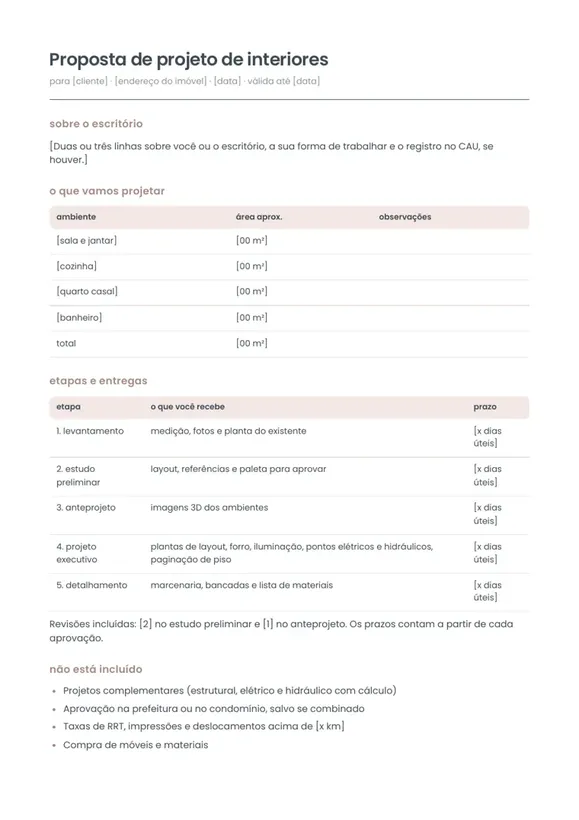 Proposta de projeto de interiores
para [cliente] · [endereço do imóvel] · [data] · válida até [data]
sobre o escritório
[Duas ou três linhas sobre você ou o escritório, a sua forma de trabalhar e o registro no CAU, se
houver.]
o que vamos projetar
ambiente área aprox. observações
[sala e jantar] [00 m²]
[cozinha] [00 m²]
[quarto casal] [00 m²]
[banheiro] [00 m²]
total [00 m²]
etapas e entregas
etapa o que você recebe prazo
1. levantamento medição, fotos e planta do existente [x dias
úteis]
2. estudo layout, referências e paleta para aprovar [x dias
preliminar úteis]
3. anteprojeto imagens 3D dos ambientes [x dias
úteis]
4. projeto plantas de layout, forro, iluminação, pontos elétricos e hidráulicos, [x dias
executivo paginação de piso úteis]
5. detalhamento marcenaria, bancadas e lista de materiais [x dias
úteis]
Revisões incluídas: [2] no estudo preliminar e [1] no anteprojeto. Os prazos contam a partir de cada
aprovação.
não está incluído
• Projetos complementares (estrutural, elétrico e hidráulico com cálculo)
• Aprovação na prefeitura ou no condomínio, salvo se combinado
• Taxas de RRT, impressões e deslocamentos acima de [x km]
• Compra de móveis e materiais